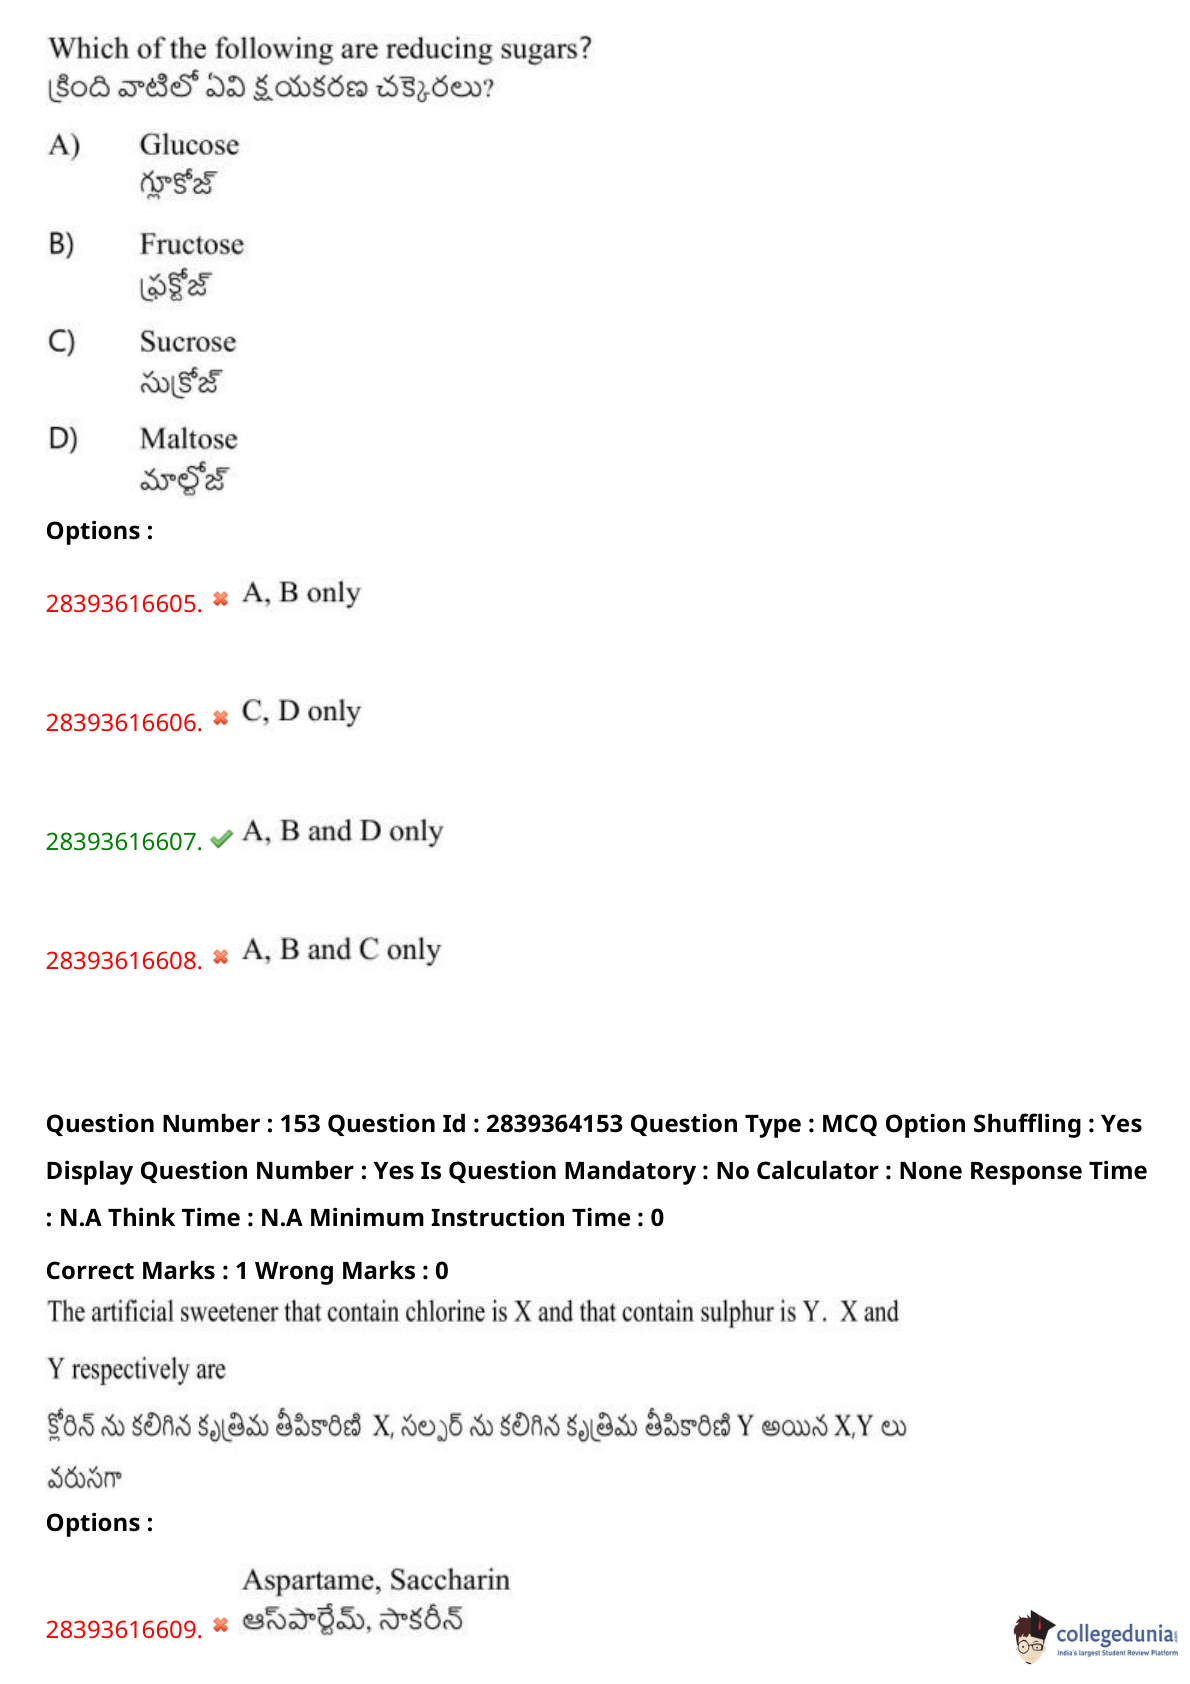 Which of the following are reducing sugars?
క్రింది వాటిలో ఏవి క్షయకరణ చక్కెరలు?
A) Glucose
గ్లూకోజ్
B) Fructose
ఫ్రక్టోజ్
C) Sucrose
సుక్రోజ్
D) Maltose
మాల్టోజ్
Options :
28393616605. A, B only
28393616606. C, D only
28393616607. A, B and D only
28393616608. A, B and C only
Question Number : 153 Question Id : 2839364153 Question Type : MCQ Option Shuffling : Yes
Display Question Number : Yes Is Question Mandatory : No Calculator : None Response Time
: N.A Think Time : N.A Minimum Instruction Time : 0
Correct Marks : 1 Wrong Marks : 0
The artificial sweetener that contain chlorine is X and that contain sulphur is Y. X and
Y respectively are
క్లోరిన్ ను కలిగిన కృత్రిమ తీపికారిణి X, సల్ఫర్ ను కలిగిన కృత్రిమ తీపికారిణి Y అయిన X,Y లు
వరుసగా
Options :
Aspartame, Saccharin
28393616609. ఆస్పార్టేమ్, సాకరీన్
collegedunia
India's largest Student Review Platform